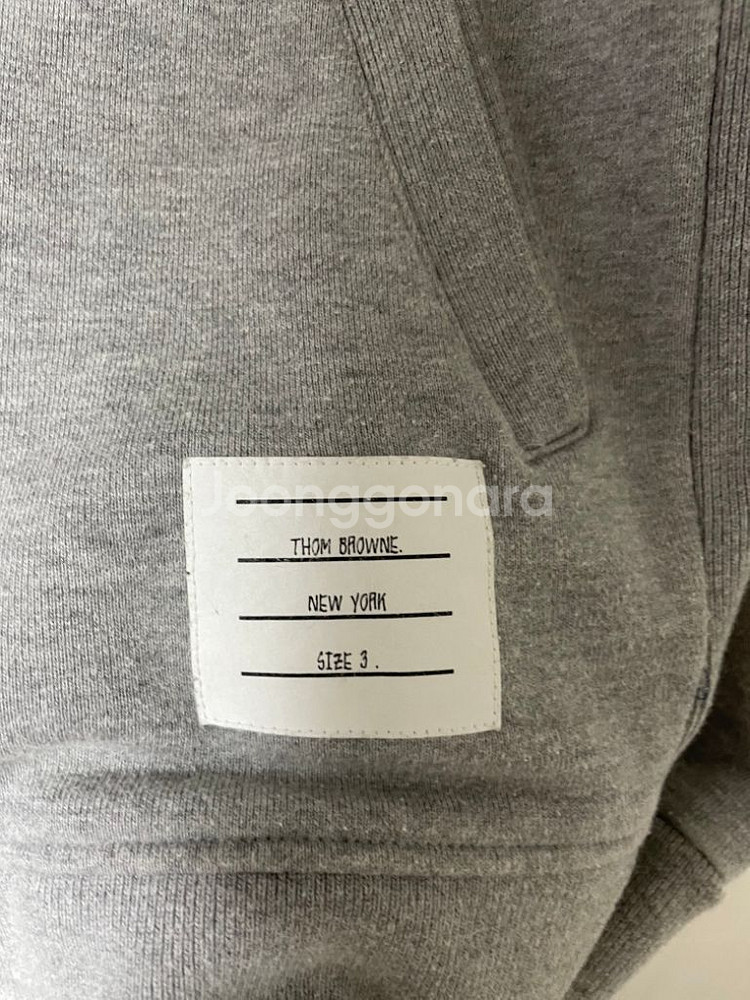 Joonggonara
THOM BROWNE.
NEW YORK
SIZE 3 .